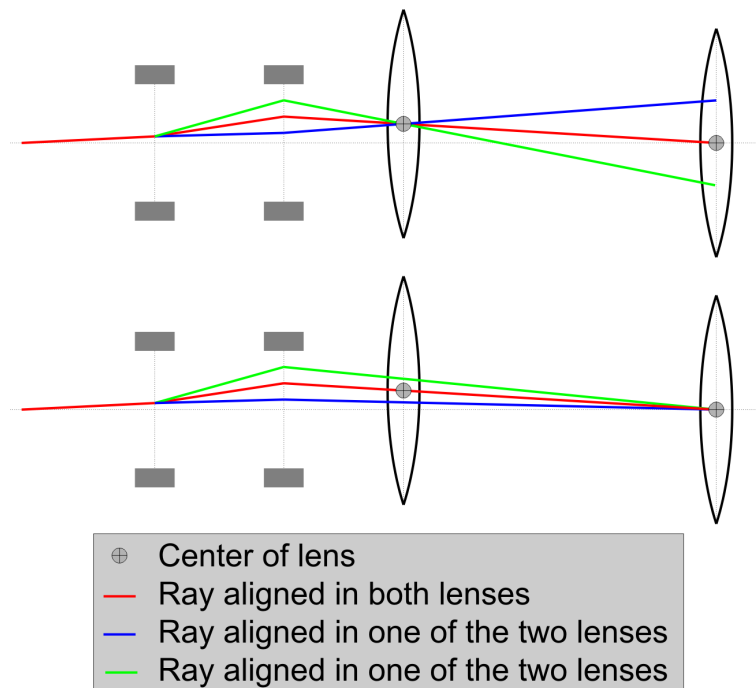 Center of lens
Ray aligned in both lenses
Ray aligned in one of the two lenses
Ray aligned in one of the two lenses